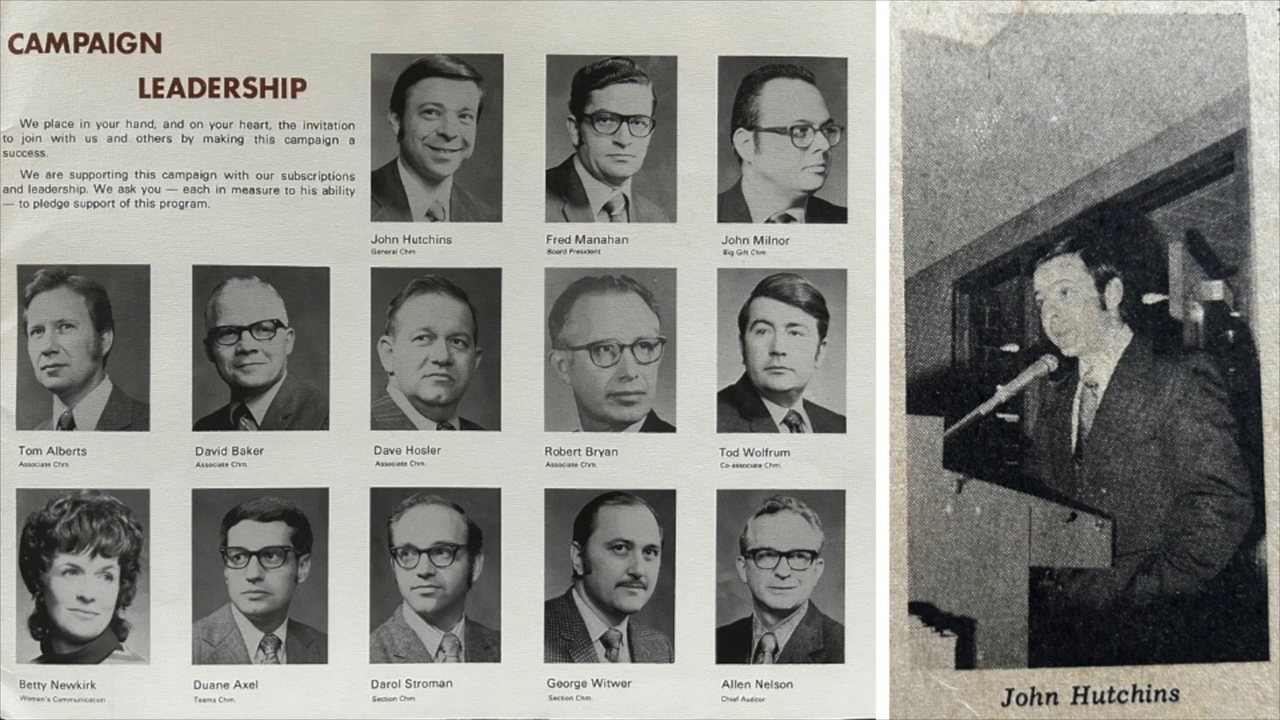 CAMPAIGN
LEADERSHIP
We place in your hand, and on your heart, the invitation
to join with us and others by making this campaign a
success.
We are supporting this campaign with our subscriptions
and leadership. We ask you — each in measure to his ability
— to pledge support of this program.
John Hutchins
General Chm.
Fred Manahan
Board President
John Milnor
Big Gift Chm.
Tom Alberts
Associate Chm.
David Baker
Associate Chm.
Dave Hosler
Associate Chm.
Robert Bryan
Associate Chm.
Tod Wolfrum
Co-associate Chm.
Betty Newkirk
Women's Communication
Duane Axel
Teams Chm.
Darol Stroman
Section Chm.
George Witwer
Section Chm.
Allen Nelson
Chief Auditor
John Hutchins